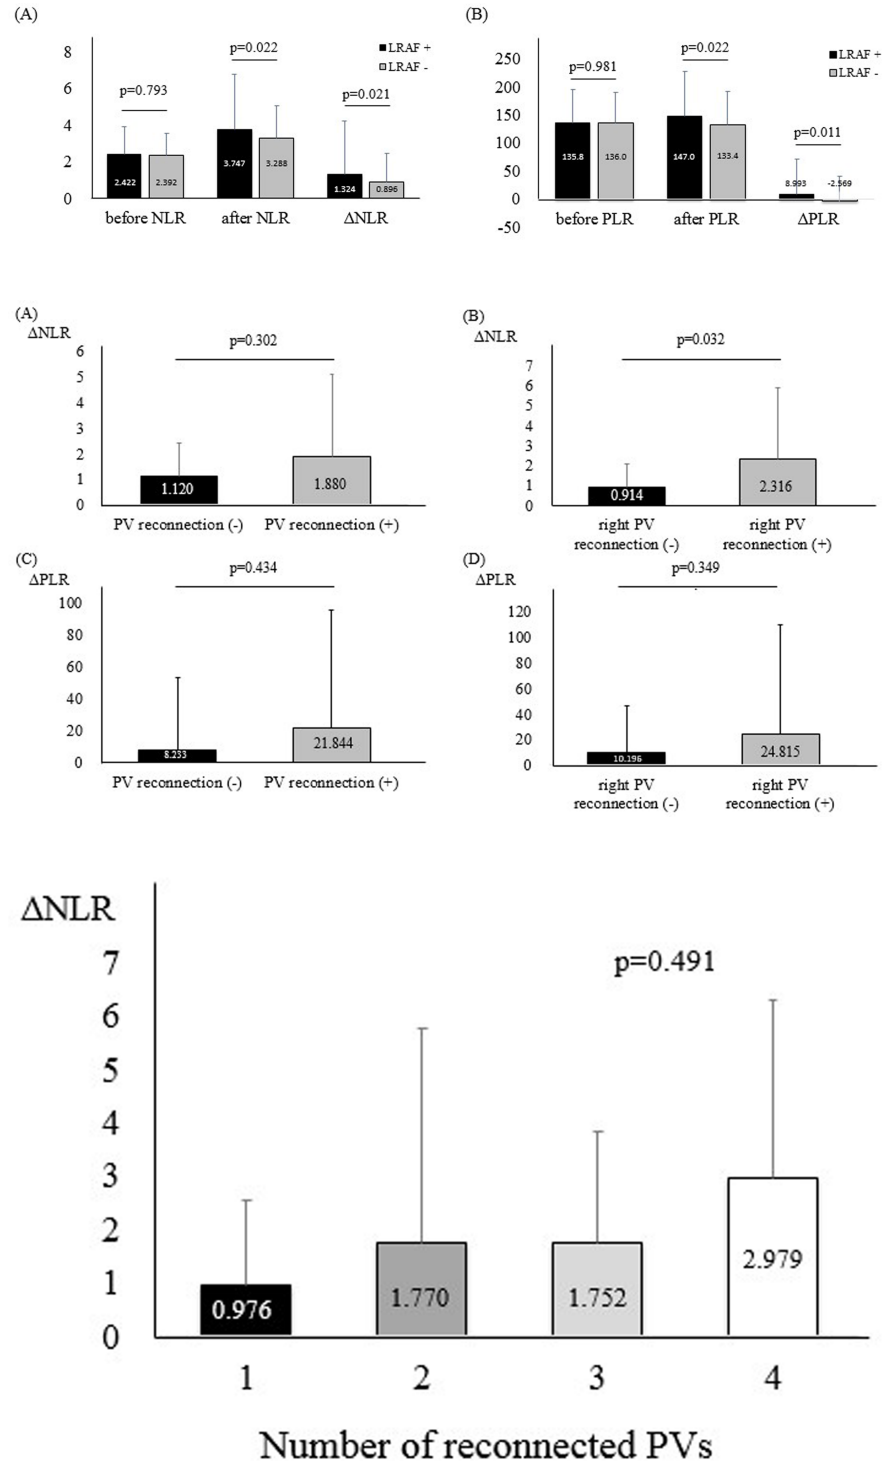 (A)
8
6
4
2
0
LRAF +
LRAF -
p=0.793
p=0.022
p=0.021
2.422
2.392
3.747
3.288
1.324
0.896
before NLR
after NLR
ΔNLR
(B)
250
200
150
100
50
0
-50
LRAF +
LRAF -
p=0.981
p=0.022
p=0.011
135.8
136.0
147.0
133.4
8.993
-2.569
before PLR
after PLR
ΔPLR
(A)
ΔNLR
6
5
4
3
2
1
0
p=0.302
1.120
1.880
PV reconnection (-)
PV reconnection (+)
(B)
ΔNLR
7
6
5
4
3
2
1
0
p=0.032
0.914
2.316
right PV
reconnection (-)
right PV
reconnection (+)
(C)
ΔPLR
100
80
60
40
20
0
p=0.434
8.233
21.844
PV reconnection (-)
PV reconnection (+)
(D)
ΔPLR
120
100
80
60
40
20
0
p=0.349
10.196
24.815
right PV
reconnection (-)
right PV
reconnection (+)
ΔNLR
7
6
5
4
3
2
1
0
p=0.491
0.976
1.770
1.752
2.979
1
2
3
4
Number of reconnected PVs